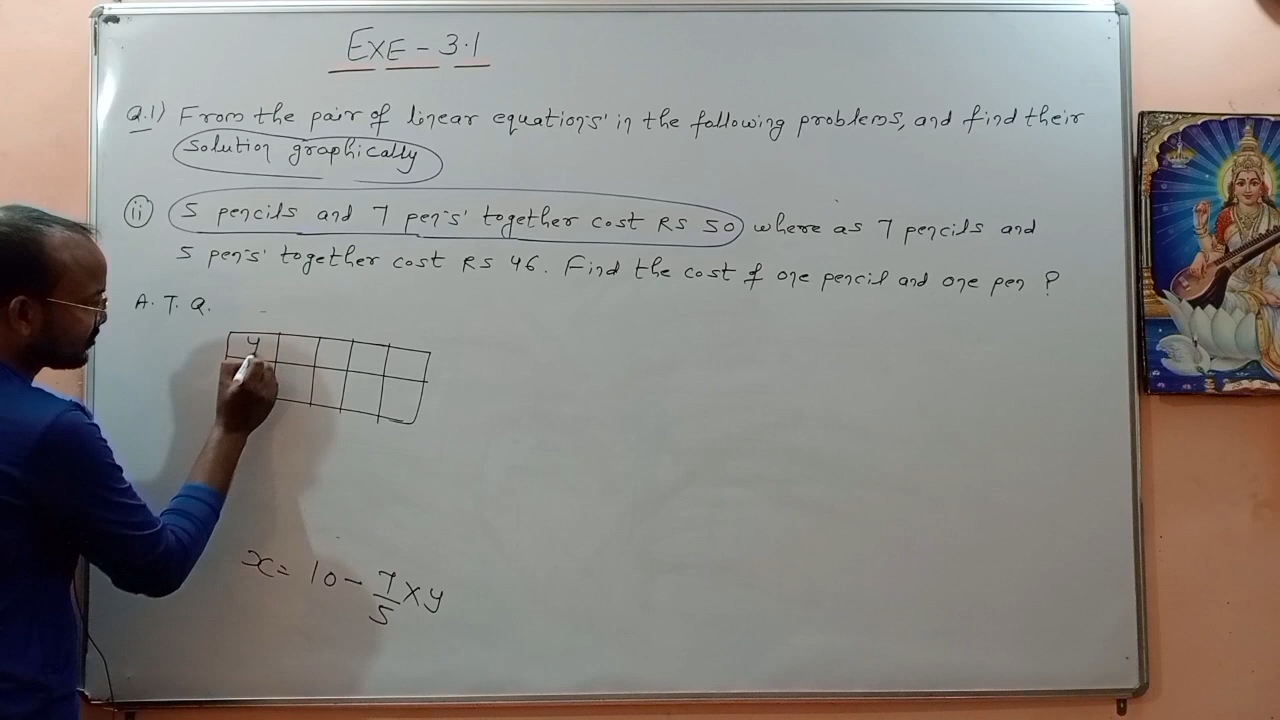 EXE - 3.1
Q.1) From the pair of linear equations' in the following problems, and find their
solution graphically
ii 5 pencils and 7 pen's' together cost RS 50 where as 7 pencils and
5 pen's' together cost RS 46. Find the cost of one pencil and one pen ?
A. T. Q.
y
x = 10 - 7/5 x y